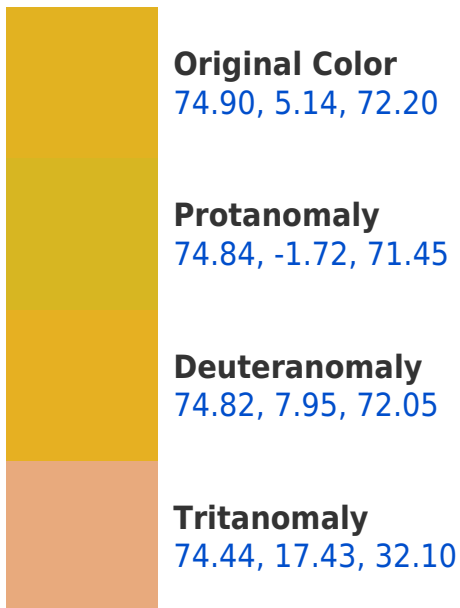 Original Color
74.90, 5.14, 72.20
Protanomaly
74.84, -1.72, 71.45
Deuteranomaly
74.82, 7.95, 72.05
Tritanomaly
74.44, 17.43, 32.10